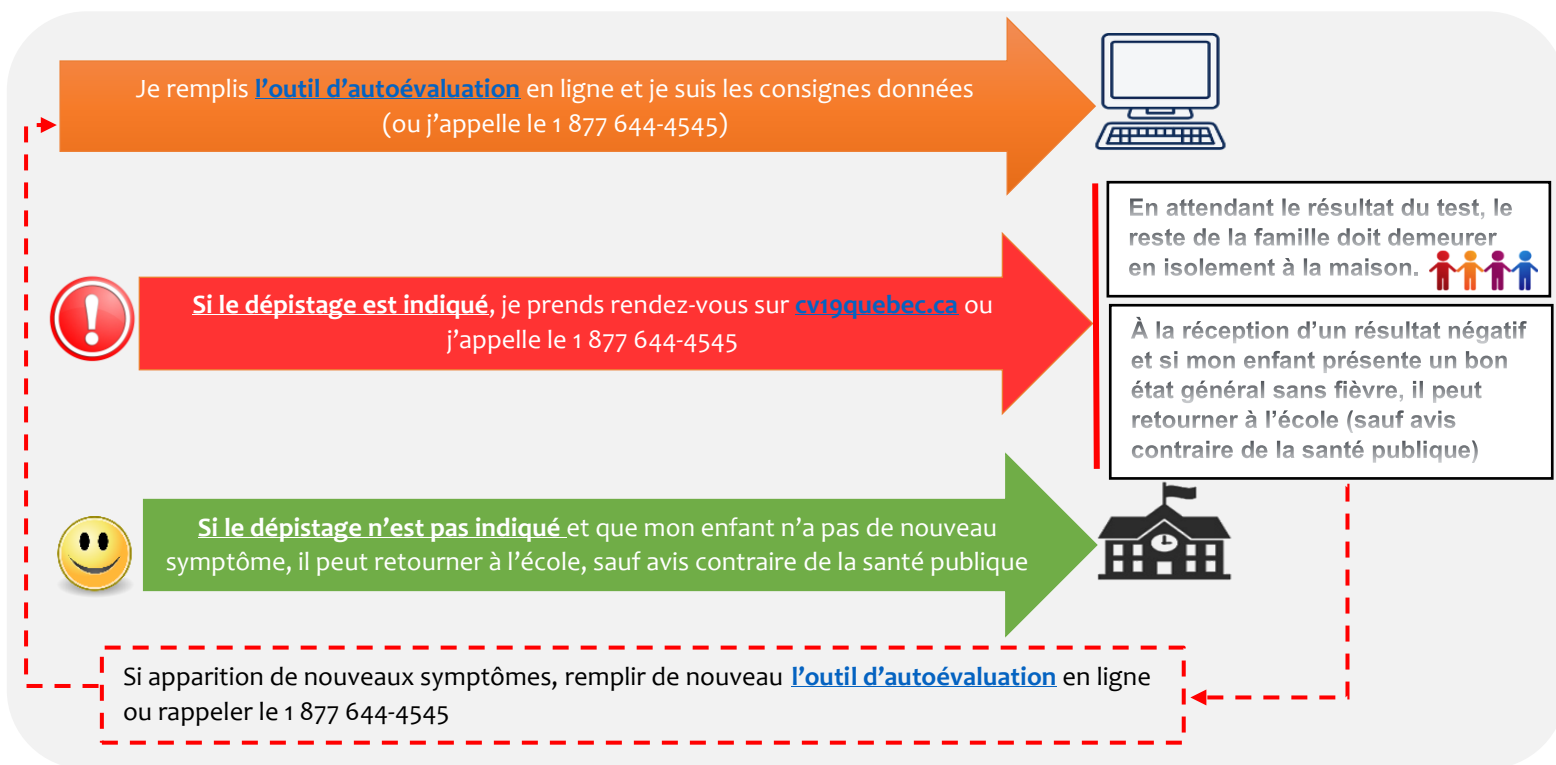 Je remplis l’outil d’autoévaluation en ligne et je suis les consignes données
(ou j’appelle le 1 877 644-4545)
Si le dépistage est indiqué, je prends rendez-vous sur cv19quebec.ca ou
j’appelle le 1 877 644-4545
En attendant le résultat du test, le
reste de la famille doit demeurer
en isolement à la maison.
À la réception d’un résultat négatif
et si mon enfant présente un bon
état général sans fièvre, il peut
retourner à l’école (sauf avis
contraire de la santé publique)
Si le dépistage n’est pas indiqué et que mon enfant n’a pas de nouveau
symptôme, il peut retourner à l’école, sauf avis contraire de la santé publique
Si apparition de nouveaux symptômes, remplir de nouveau l’outil d’autoévaluation en ligne
ou rappeler le 1 877 644-4545